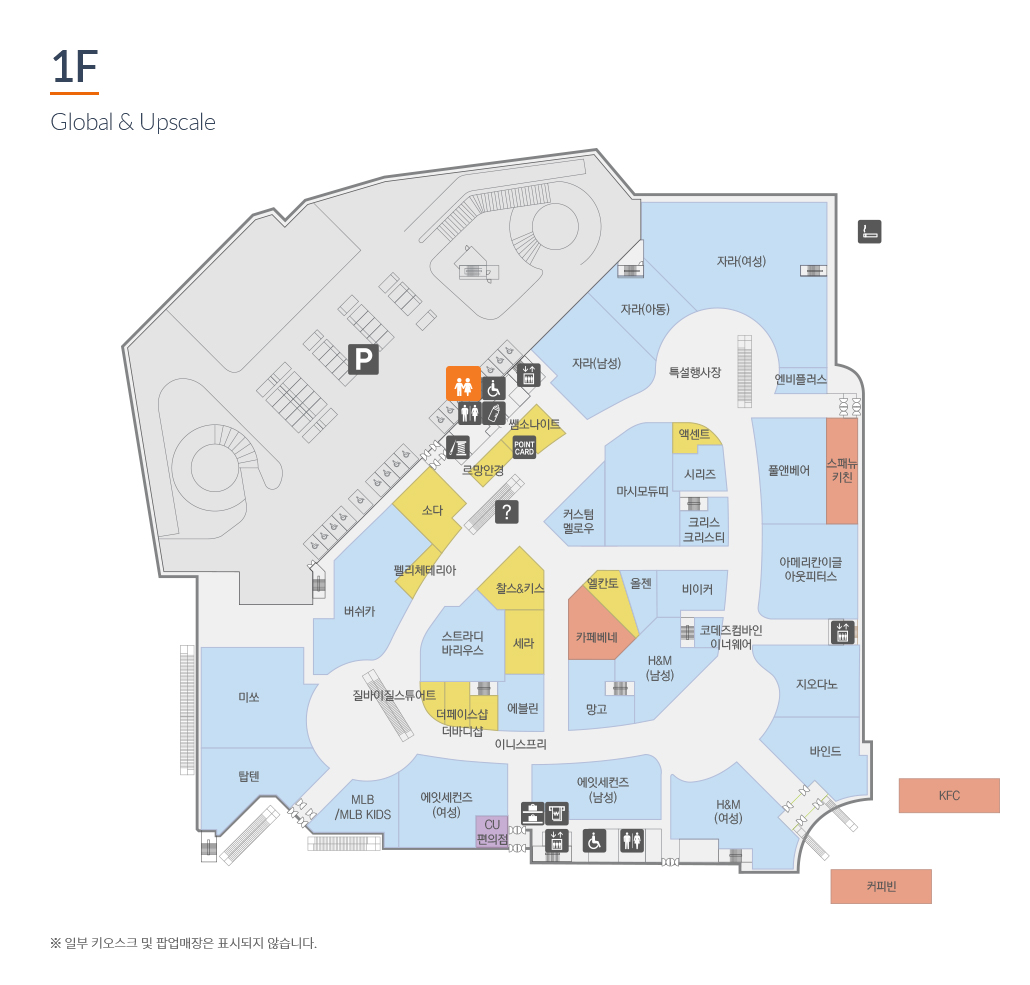 1F
Global & Upscale
자라(여성)
자라(아동)
자라(남성)
특설행사장
엔비플러스
P
쌤소나이트
POINT
CARD
로망안경
액센트
시리즈
풀앤베어
스패뉴
키친
마시모듀띠
소다
?
커스텀
멜로우
크리스
크리스티
펠리체테리아
찰스&키스
엘칸토
올젠
비이커
아메리칸이글
아웃피터스
버쉬카
스트라디
바리우스
세라
카페베네
코데즈컴바인
이너웨어
H&M
(남성)
미쏘
질바이질스튜어트
더페이스샵
더바디샵
에블린
망고
지오다노
이니스프리
바인드
탑텐
MLB
/MLB KIDS
에잇세컨즈
(여성)
에잇세컨즈
(남성)
H&M
(여성)
CU
편의점
KFC
커피빈
※ 일부 키오스크 및 팝업매장은 표시되지 않습니다.